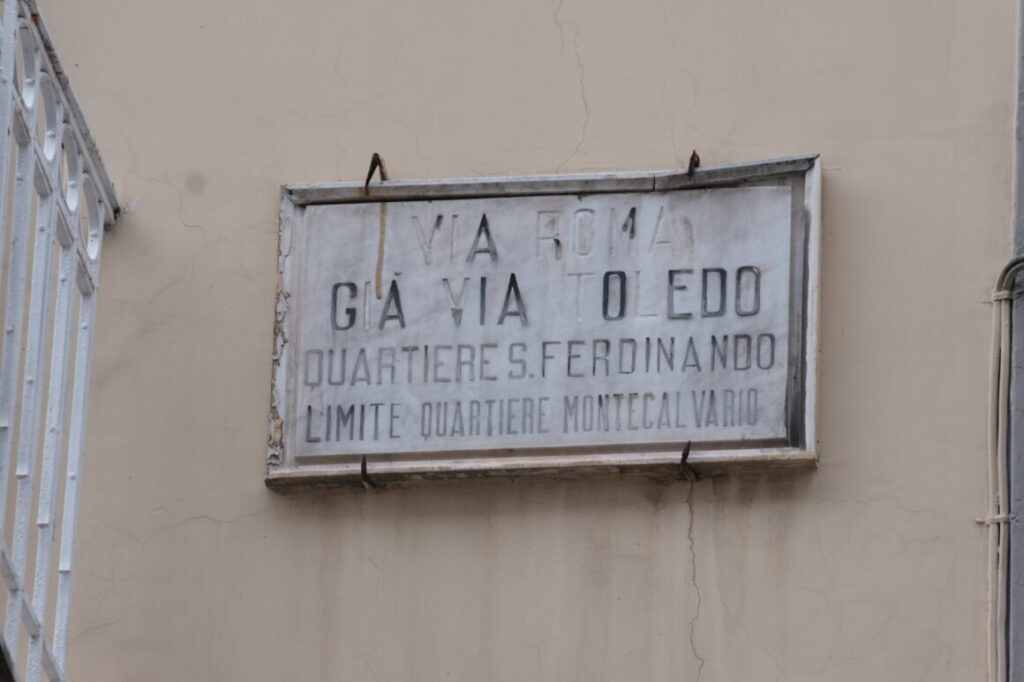 VIA ROMA
GIÀ VIA TOLEDO
QUARTIERE S. FERDINANDO
LIMITE QUARTIERE MONTECALVARIO